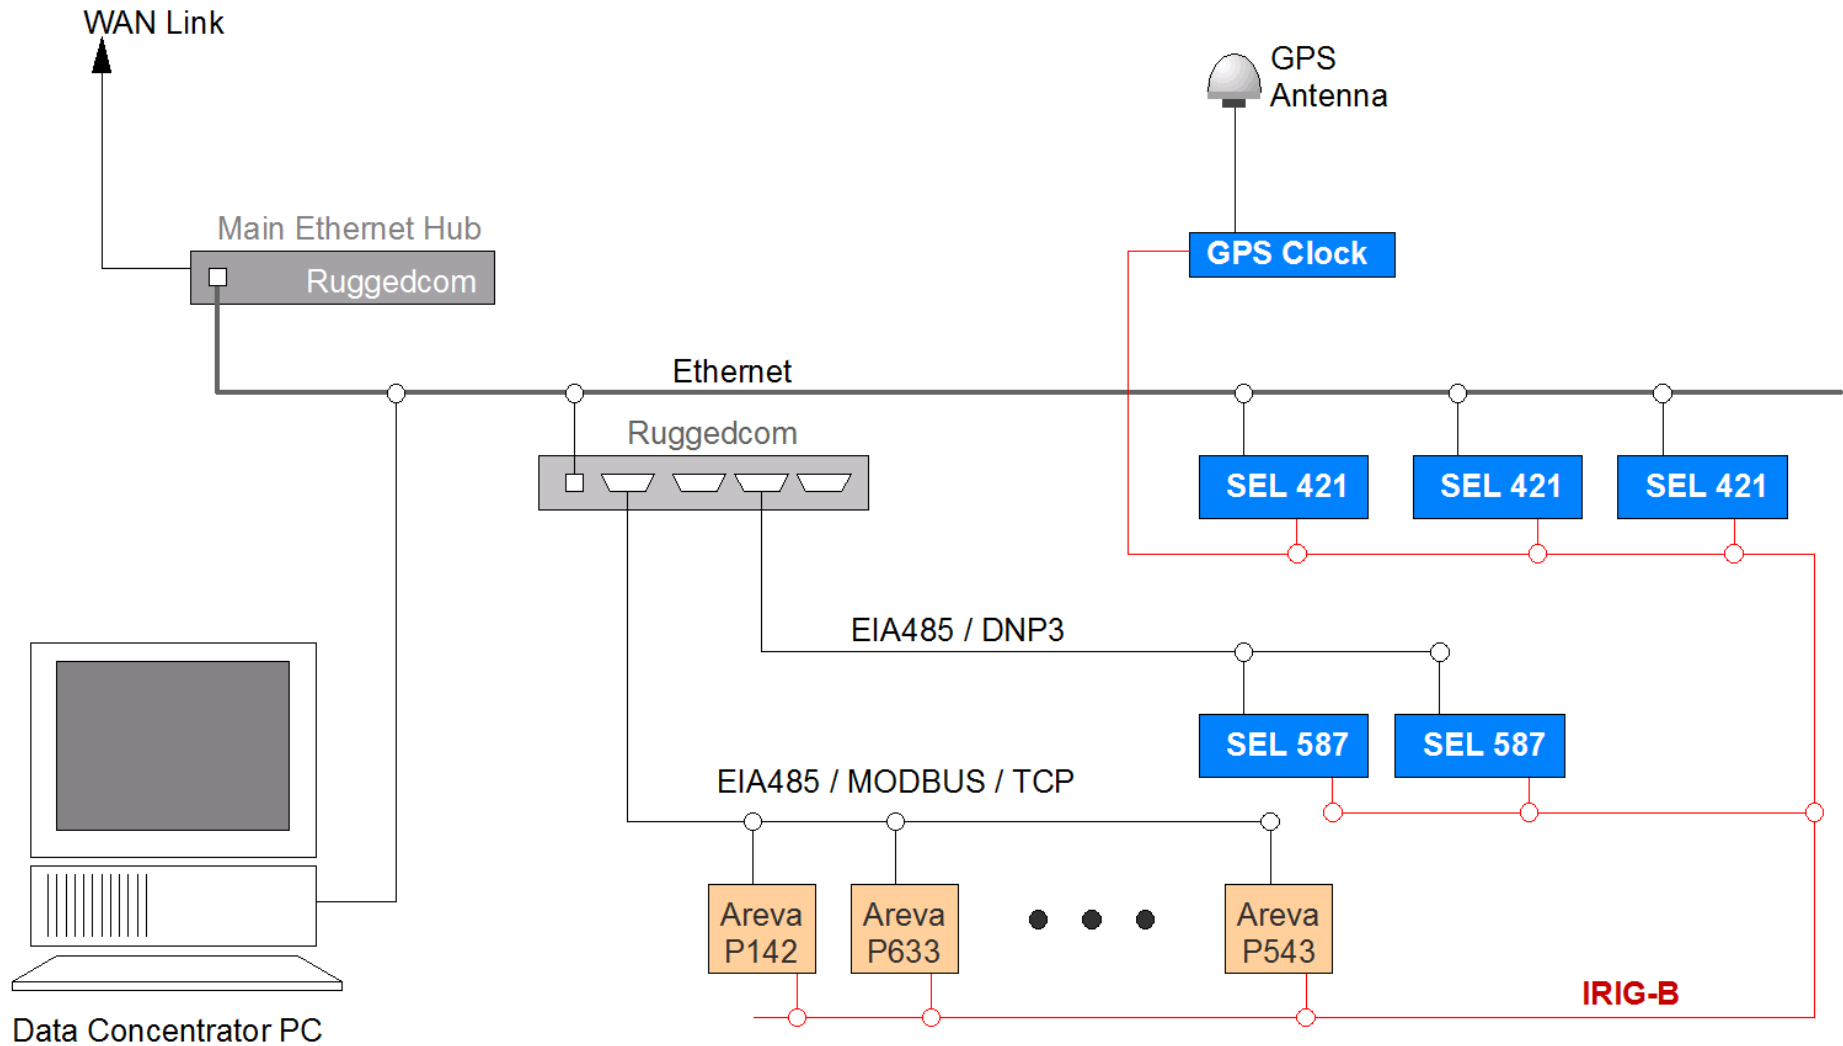 WAN Link
GPS
Antenna
Main Ethernet Hub
Ruggedcom
GPS Clock
Ethernet
Ruggedcom
SEL 421
SEL 421
SEL 421
EIA485 / DNP3
SEL 587
SEL 587
EIA485 / MODBUS / TCP
Areva
P142
Areva
P633
Areva
P543
IRIG-B
Data Concentrator PC